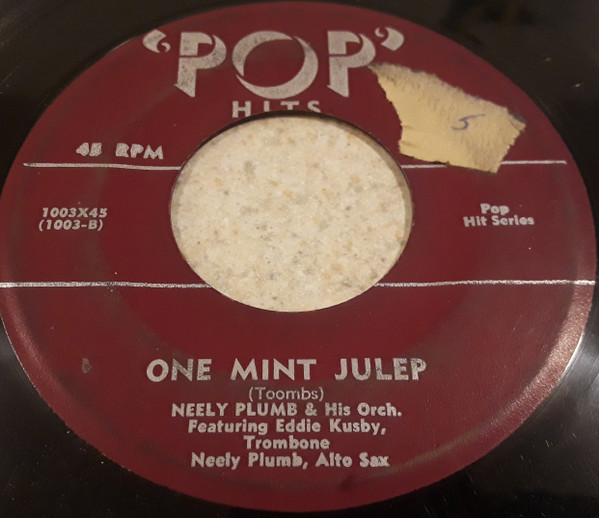 'POP'
HITS
5
45 RPM
1003X45
(1003-B)
Pop
Hit Series
ONE MINT JULEP
(Toombs)
NEELY PLUMB & His Orch.
Featuring Eddie Kusby,
Trombone
Neely Plumb, Alto Sax